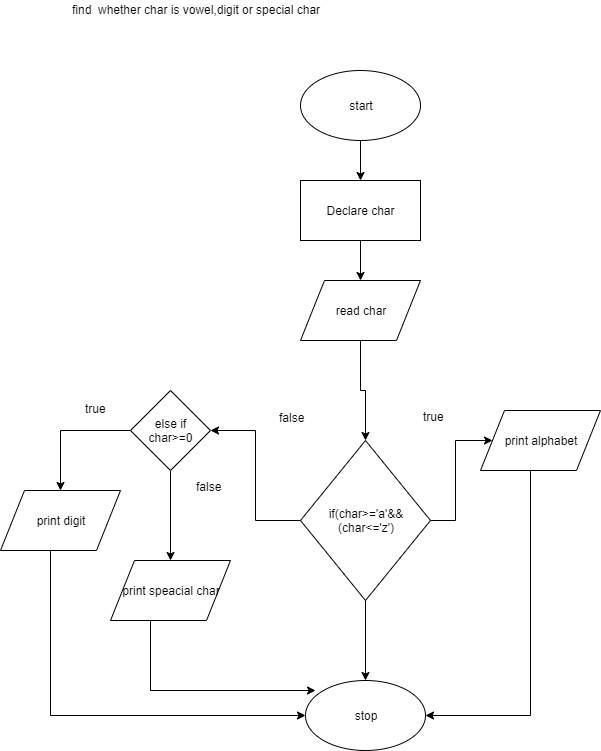 find  whether char is vowel,digit or special char
start
Declare char
read char
true
else if
char>=0
false
true
false
print alphabet
if(char>='a'&&
(char<='z')
print digit
print speacial char
stop